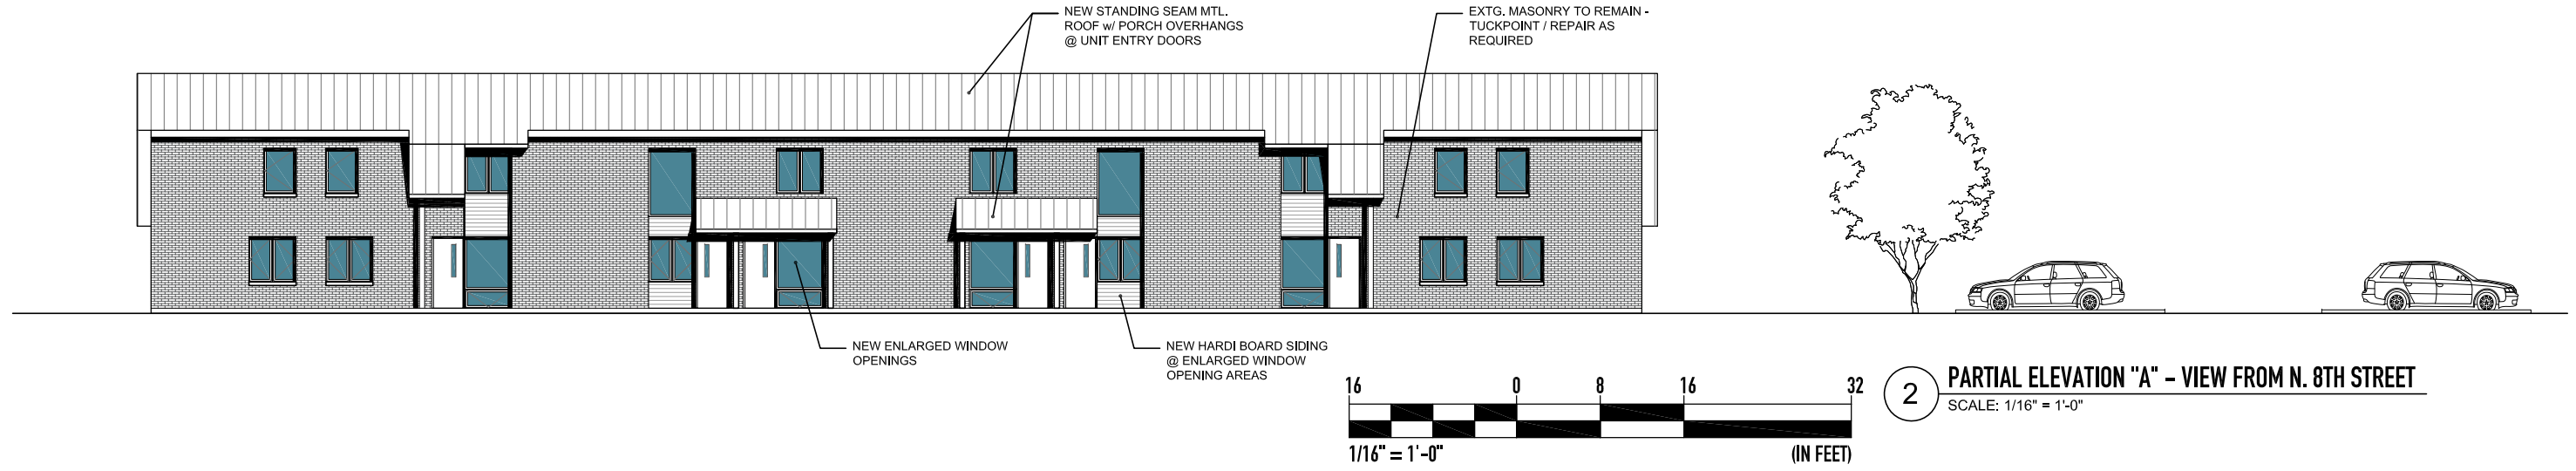 NEW STANDING SEAM MTL.
ROOF w/ PORCH OVERHANGS
@ UNIT ENTRY DOORS
EXTG. MASONRY TO REMAIN -
TUCKPOINT / REPAIR AS
REQUIRED
NEW ENLARGED WINDOW
OPENINGS
NEW HARDI BOARD SIDING
@ ENLARGED WINDOW
OPENING AREAS
16 0 8 16 32
1/16" = 1'-0" (IN FEET)
2
PARTIAL ELEVATION "A" - VIEW FROM N. 8TH STREET
SCALE: 1/16" = 1'-0"